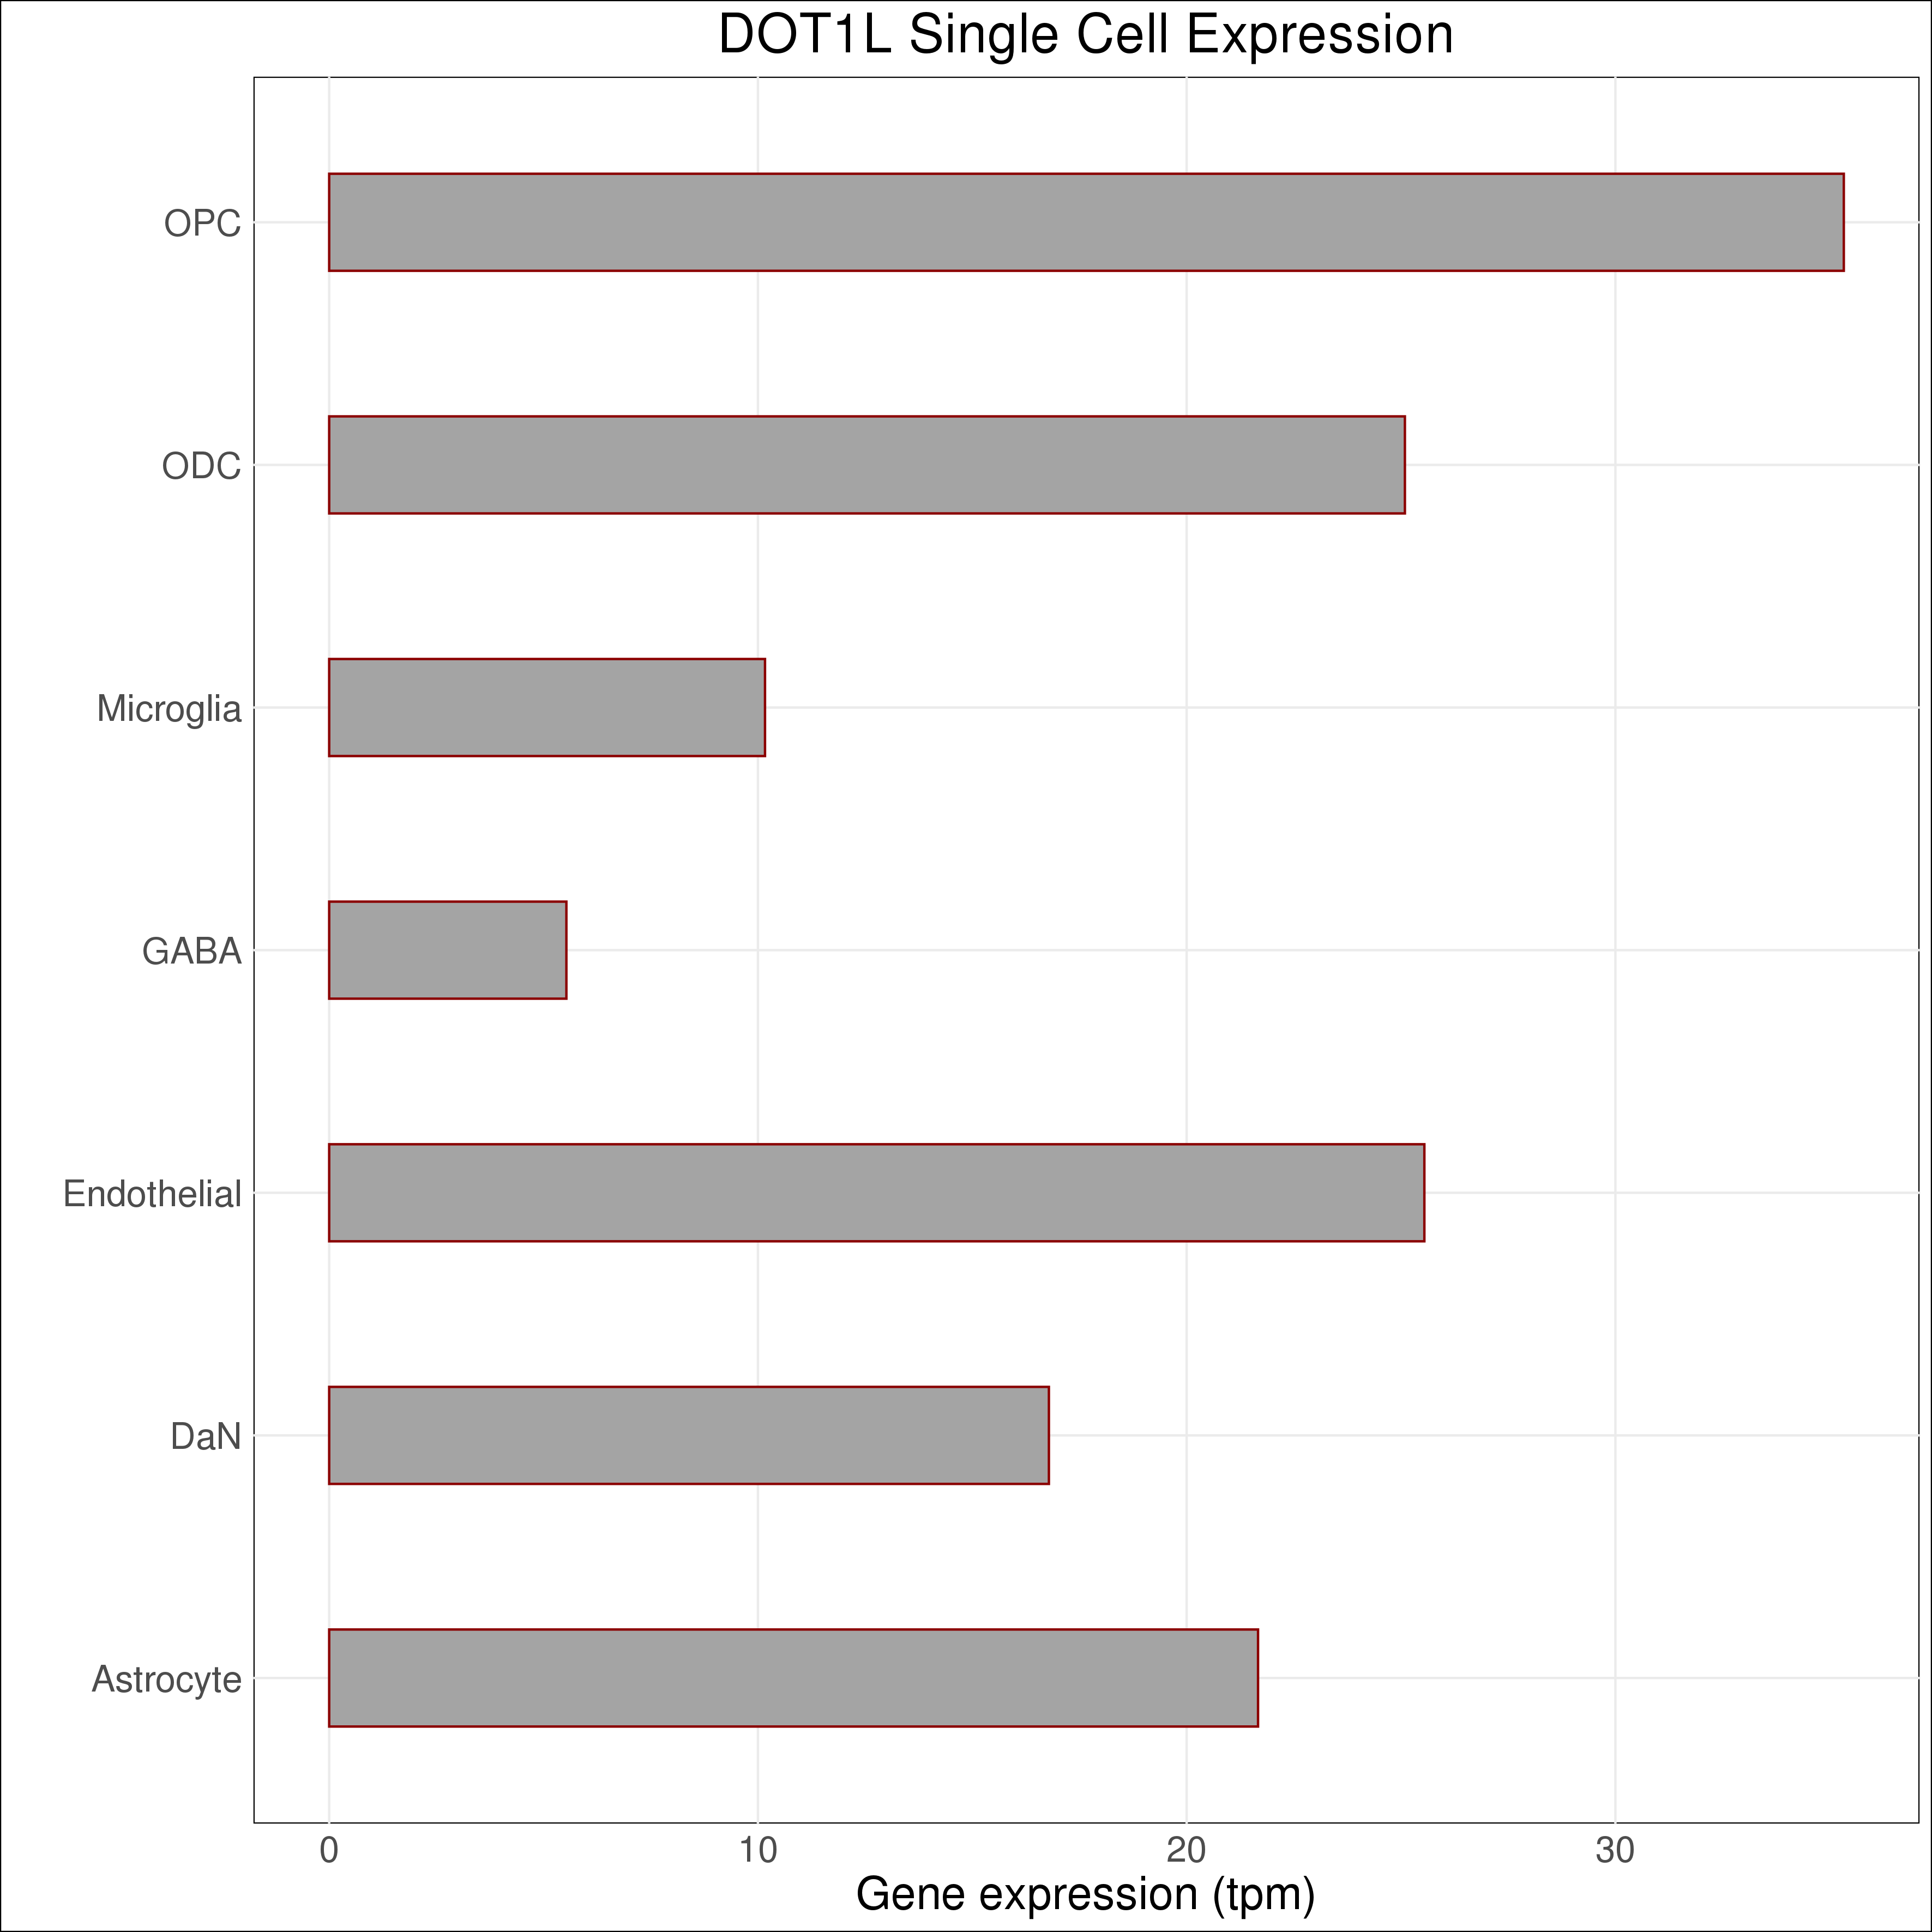 DOT1L Single Cell Expression
OPC
ODC
Microglia
GABA
Endothelial
DaN
Astrocyte
0 10 20 30
Gene expression (tpm)